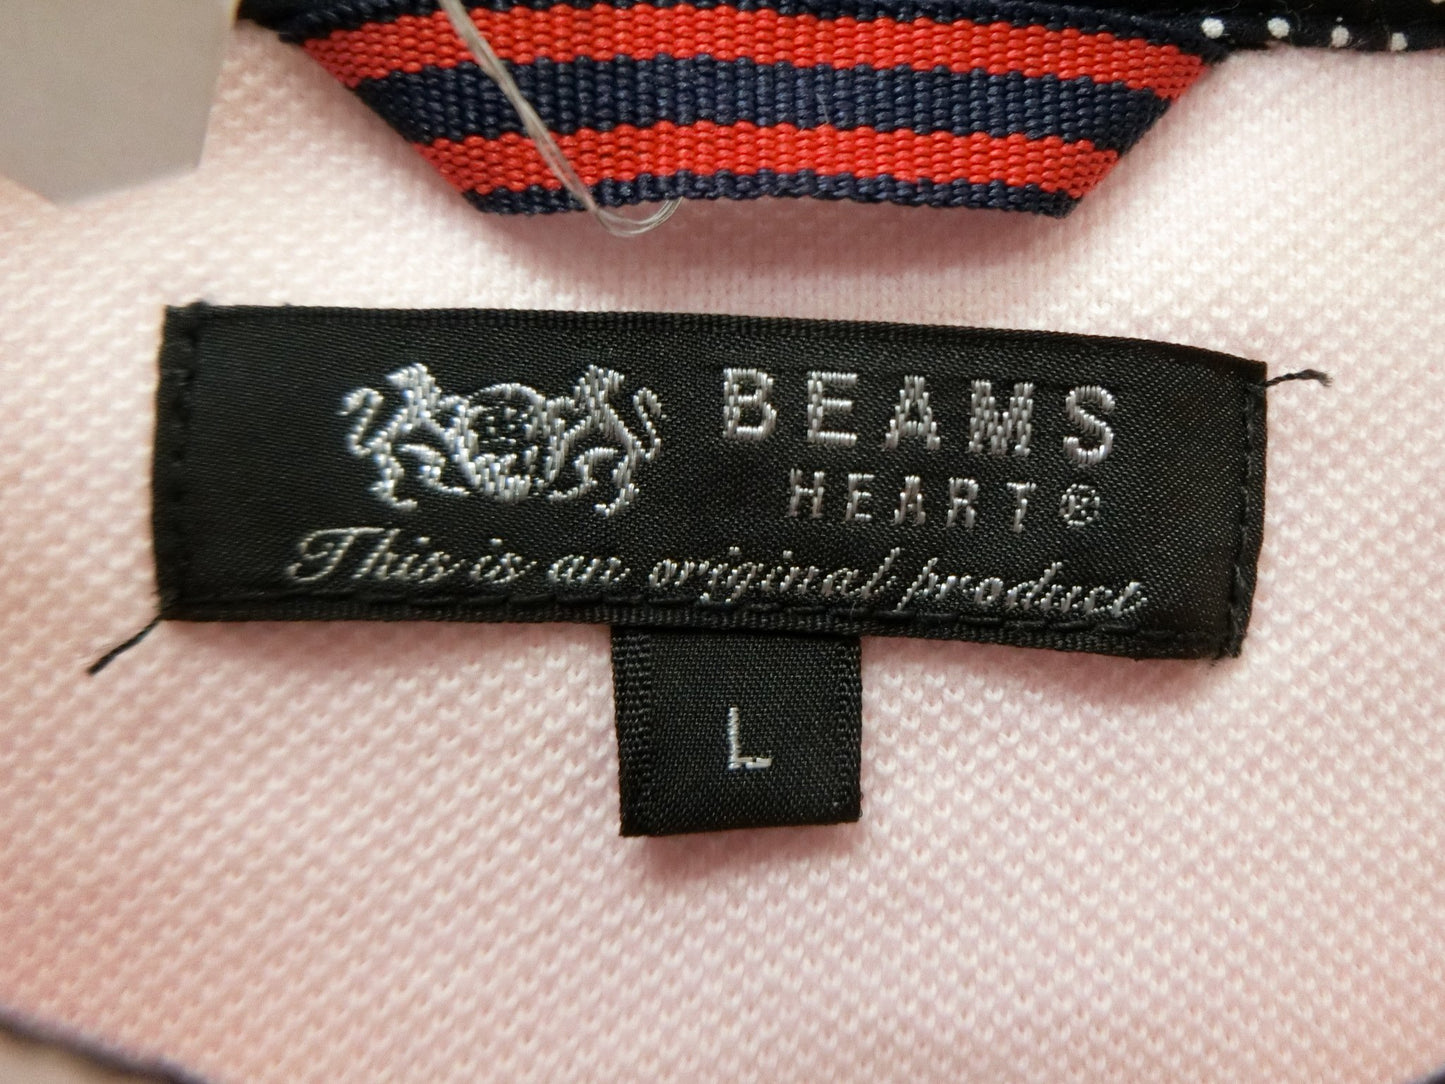 BEAMS
HEART®
This is an original product
L